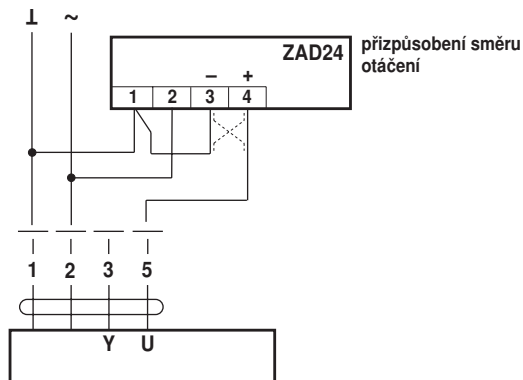 ⊥ ~
ZAD24
přizpůsobení směru
otáčení
– +
1 2 3 4
1 2 3 5
Y U